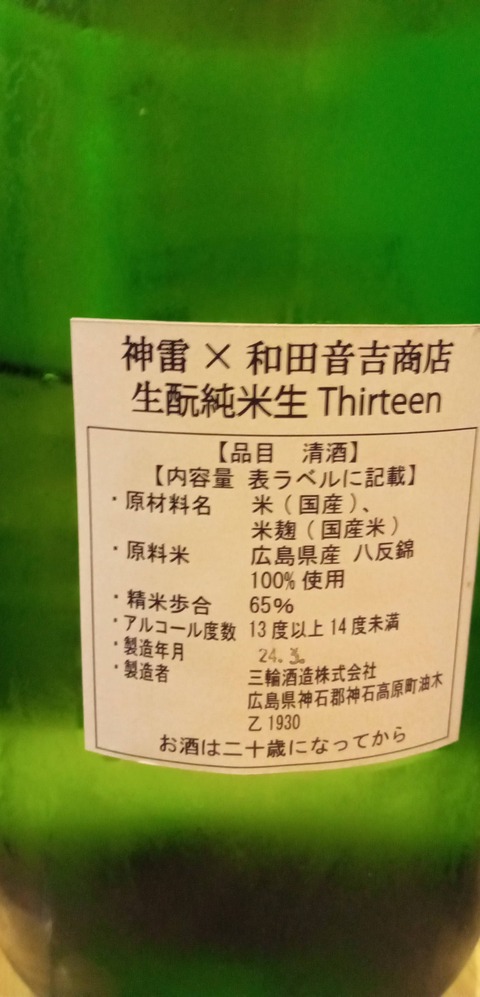 神雷 × 和田音吉商店
生酛純米生 Thirteen
【品目 清酒】
【内容量 表ラベルに記載】
・原材料名 米（国産）、
米麹（国産米）
・原料米 広島県産 八反錦
100% 使用
・精米歩合 65%
・アルコール度数 13度以上14度未満
・製造年月 24.
・製造者 三輪酒造株式会社
広島県神石郡神石高原町油木
乙1930
お酒は二十歳になってから